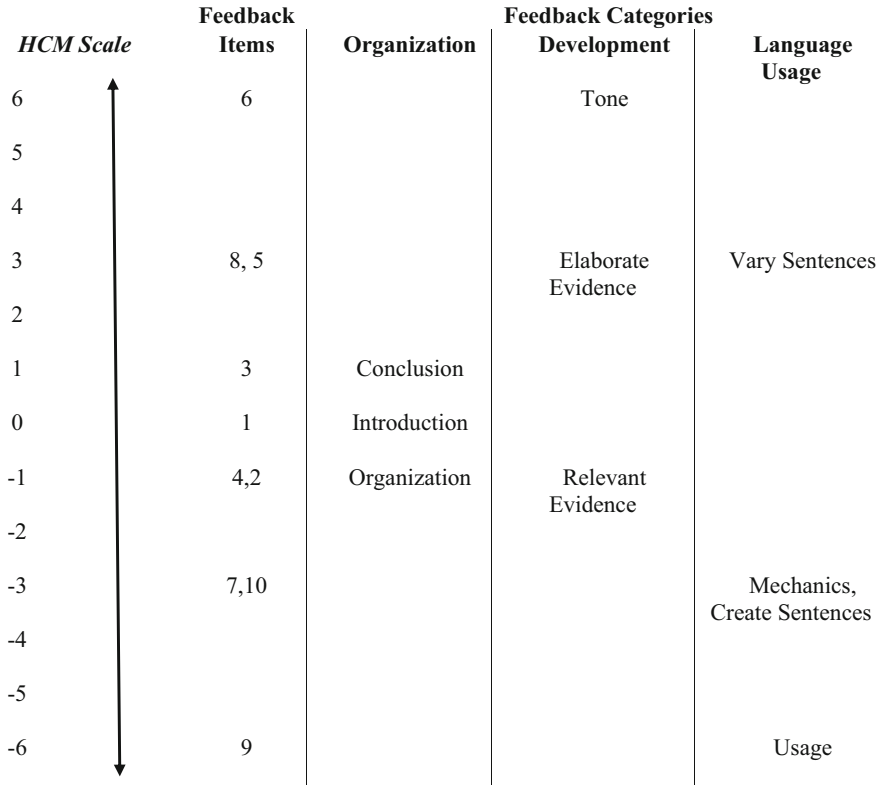 Feedback Feedback Categories
HCM Scale Items Organization Development Language
Usage
6 6 Tone
5
4
3 8, 5 Elaborate Vary Sentences
Evidence
2
1 3 Conclusion
0 1 Introduction
-1 4,2 Organization Relevant
Evidence
-2
-3 7,10 Mechanics,
Create Sentences
-4
-5
-6 9 Usage